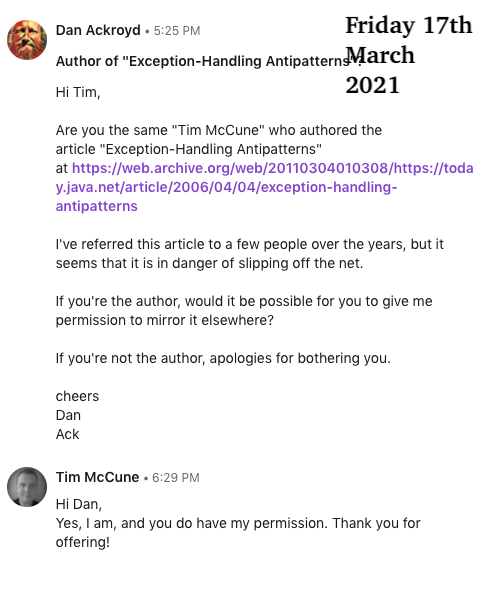 Dan Ackroyd • 5:25 PM
Friday 17th
March
2021
Author of "Exception-Handling Antipatterns"?
Hi Tim,
Are you the same "Tim McCune" who authored the
article "Exception-Handling Antipatterns"
at https://web.archive.org/web/20110304010308/https://toda
y.java.net/article/2006/04/04/exception-handling-
antipatterns
I've referred this article to a few people over the years, but it
seems that it is in danger of slipping off the net.
If you're the author, would it be possible for you to give me
permission to mirror it elsewhere?
If you're not the author, apologies for bothering you.
cheers
Dan
Ack
Tim McCune • 6:29 PM
Hi Dan,
Yes, I am, and you do have my permission. Thank you for
offering!